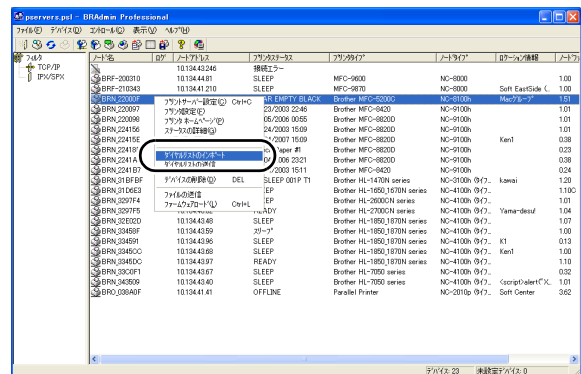 pservers.psl - BRAdmin Professional
ファイル(F) デバイス(D) コントロール(C) 表示(V) ヘルプ(H)
フィルタ
TCP/IP
IPX/SPX
ノード名 ログ ノードアドレス プリンタステータス プリンタタイプ ノードタイプ ロケーション情報
10.134.43.246 接続エラー
BRF-200310 10.134.44.81 SLEEP MFC-9600 NC-8000 1.00
BRF-210343 10.134.41.210 SLEEP MFC-9870 NC-8000 Soft EastSide (.. 1.00
BRN_22000F AR EMPTY BLACK Brother MFC-5200C NC-8100h Macグループ 1.51
BRN_220097 23/2003 22:46 Brother MFC-8420 NC-9100h 1.01
BRN_220098 05/2006 00:55 Brother MFC-8820D NC-9100h 1.01
BRN_224156 24/2003 15:09 Brother MFC-8820D NC-9100h 1.01
BRN_22415E /2007 15:09 Brother MFC-8820D NC-9100h Ken1 0.38
BRN_22418 aper #1 Brother MFC-8820D NC-9100h 0.23
BRN_2241A 2006 23:21 Brother MFC-8820D NC-9100h 0.38
BRN_2241B7 /2003 15:11 Brother MFC-8420 NC-9100h 0.24
BRN_31BFBF SLEEP 001P T1 Brother HL-1470N series NC-3100h kawai 1.20
BRN_31D6E3 Brother HL-1650_1670N series NC-4100h 1.10C
BRN_3297F4 Brother HL-2600CN series NC-4100h 1.01
BRN_3297F5 READY Brother HL-2700CN series NC-4100h Yama-desu! 1.04
BRN_32E02D 10.134.43.48 SLEEP Brother HL-1850_1870N series NC-4100h 1.07
BRN_33458F 10.134.43.59 スリープ Brother HL-1850_1870N series NC-4100h 1.00
BRN_334591 10.134.43.96 SLEEP Brother HL-1850_1870N series NC-4100h K1 0.13
BRN_3345CC 10.134.43.68 SLEEP Brother HL-1850_1870N series NC-4100h Ken1 1.00
BRN_3345DC 10.134.43.97 READY Brother HL-1850_1870N series NC-4100h 1.10
BRN_33C0F1 10.134.43.67 SLEEP Brother HL-7050 series NC-4100h 0.32
BRN_343509 10.134.43.40 SLEEP Brother HL-7050 series NC-4100h <script>alert("X.. 1.01
BRO_038A0F 10.134.41.41 OFFLINE Parallel Printer NC-2010p Soft Center 3.62
プリントサーバー設定(C) Ctrl+C
プリンタ設定(P)
プリンタ ホームページ(P)
ステータスの詳細(G)
ダイヤルリストのインポート
ダイヤルリストの送信
デバイスの削除(D) DEL
ファイルの送信
ファームウェアロード(L) Ctrl+L
デバイス: 23 未設定デバイス: 0